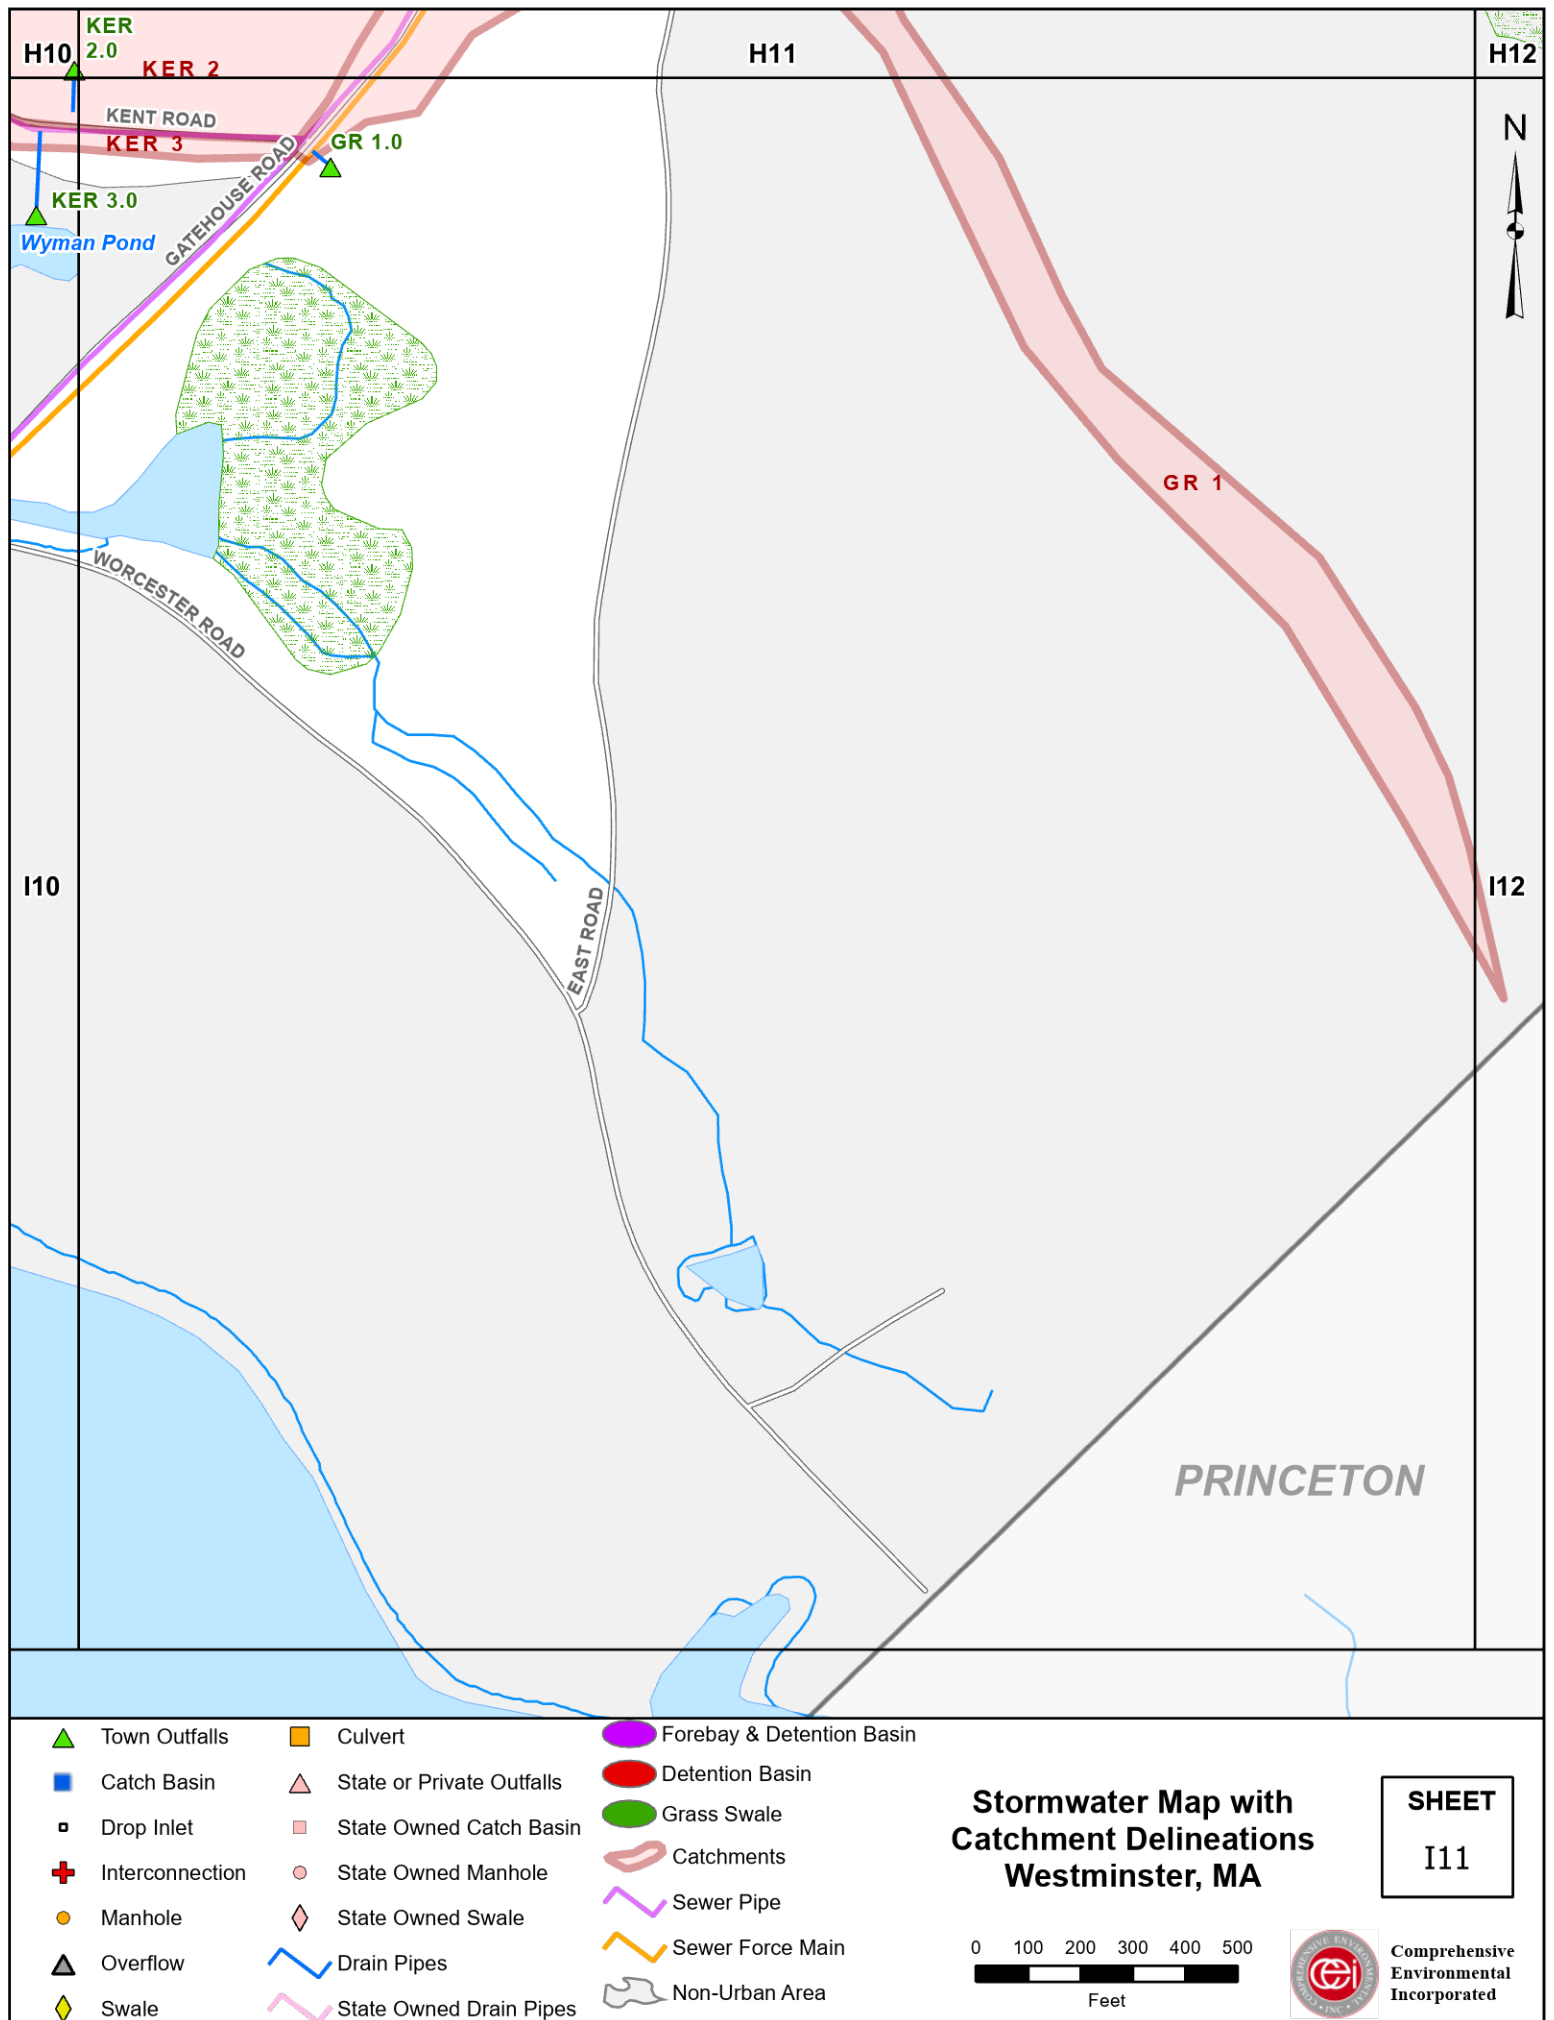 KER
2.0
H10
H11
H12
KER 2
KENT ROAD
KER 3
GR 1.0
N
GATEHOUSE ROAD
KER 3.0
Wyman Pond
GR 1
WORCESTER ROAD
I10
I12
EAST ROAD
PRINCETON
Town Outfalls
Catch Basin
Drop Inlet
Interconnection
Manhole
Overflow
Swale
Culvert
State or Private Outfalls
State Owned Catch Basin
State Owned Manhole
State Owned Swale
Drain Pipes
State Owned Drain Pipes
Forebay & Detention Basin
Detention Basin
Grass Swale
Catchments
Sewer Pipe
Sewer Force Main
Non-Urban Area
Stormwater Map with
Catchment Delineations
Westminster, MA
0 100 200 300 400 500
Feet
SHEET
I11
COMPREHENSIVE ENVIRONMENTAL
• INC •
cei
Comprehensive
Environmental
Incorporated